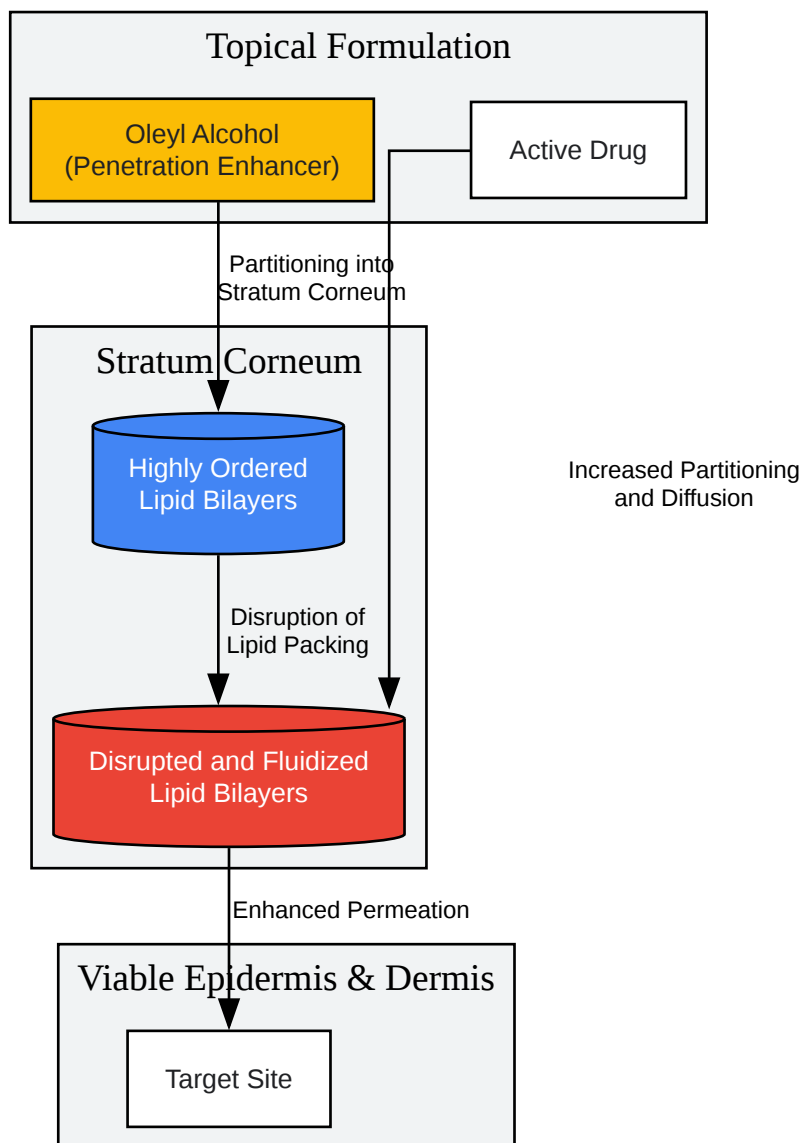 Topical Formulation
Oleyl Alcohol
(Penetration Enhancer)
Active Drug
Partitioning into
Stratum Corneum
Stratum Corneum
Highly Ordered
Lipid Bilayers
Increased Partitioning
and Diffusion
Disruption of
Lipid Packing
Disrupted and Fluidized
Lipid Bilayers
Enhanced Permeation
Viable Epidermis & Dermis
Target Site